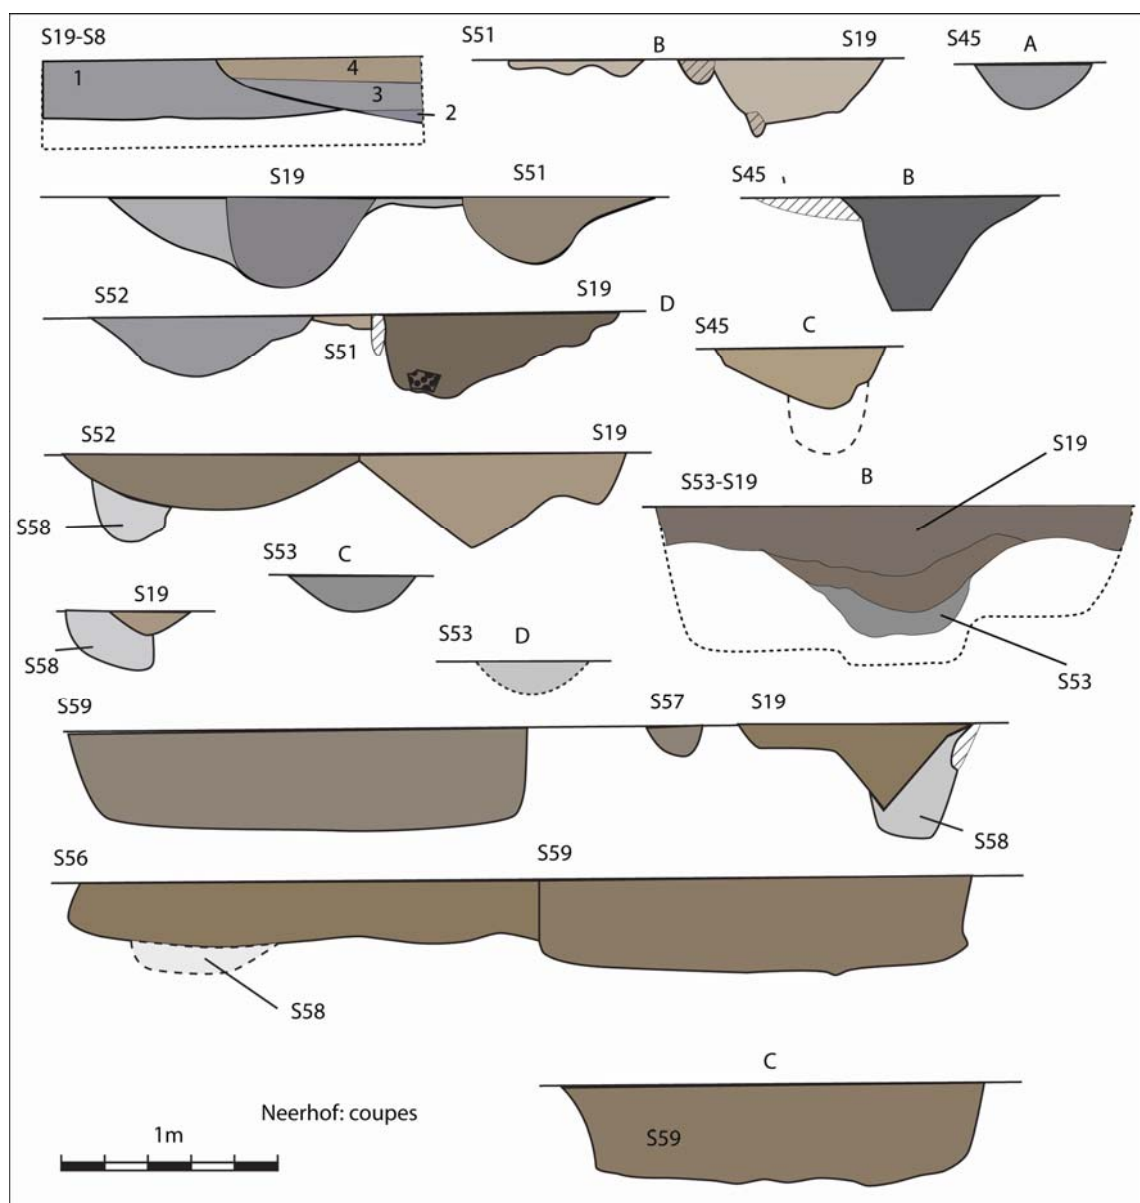 S19-S8
1
4
3
2
S51
B
S19
S45
A
S19
S51
S45
B
S52
S51
S19
D
S45
C
S52
S19
S58
S19
S53-S19
B
S53
S53
C
S19
S58
S53
D
S59
S57
S19
S58
S56
S59
S58
C
S59
Neerhof: coupes
1m